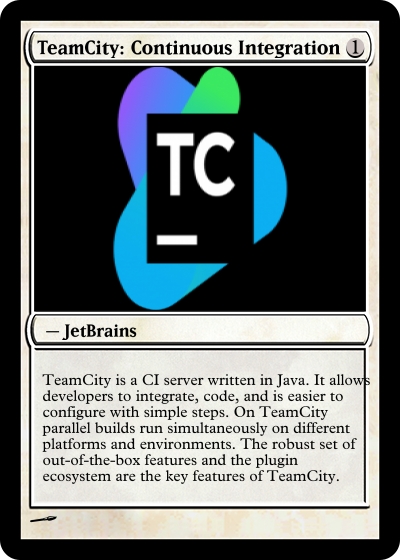 TeamCity: Continuous Integration 1
TC
— JetBrains
TeamCity is a CI server written in Java. It allows
developers to integrate, code, and is easier to
configure with simple steps. On TeamCity
parallel builds run simultaneously on different
platforms and environments. The robust set of
out-of-the-box features and the plugin
ecosystem are the key features of TeamCity.